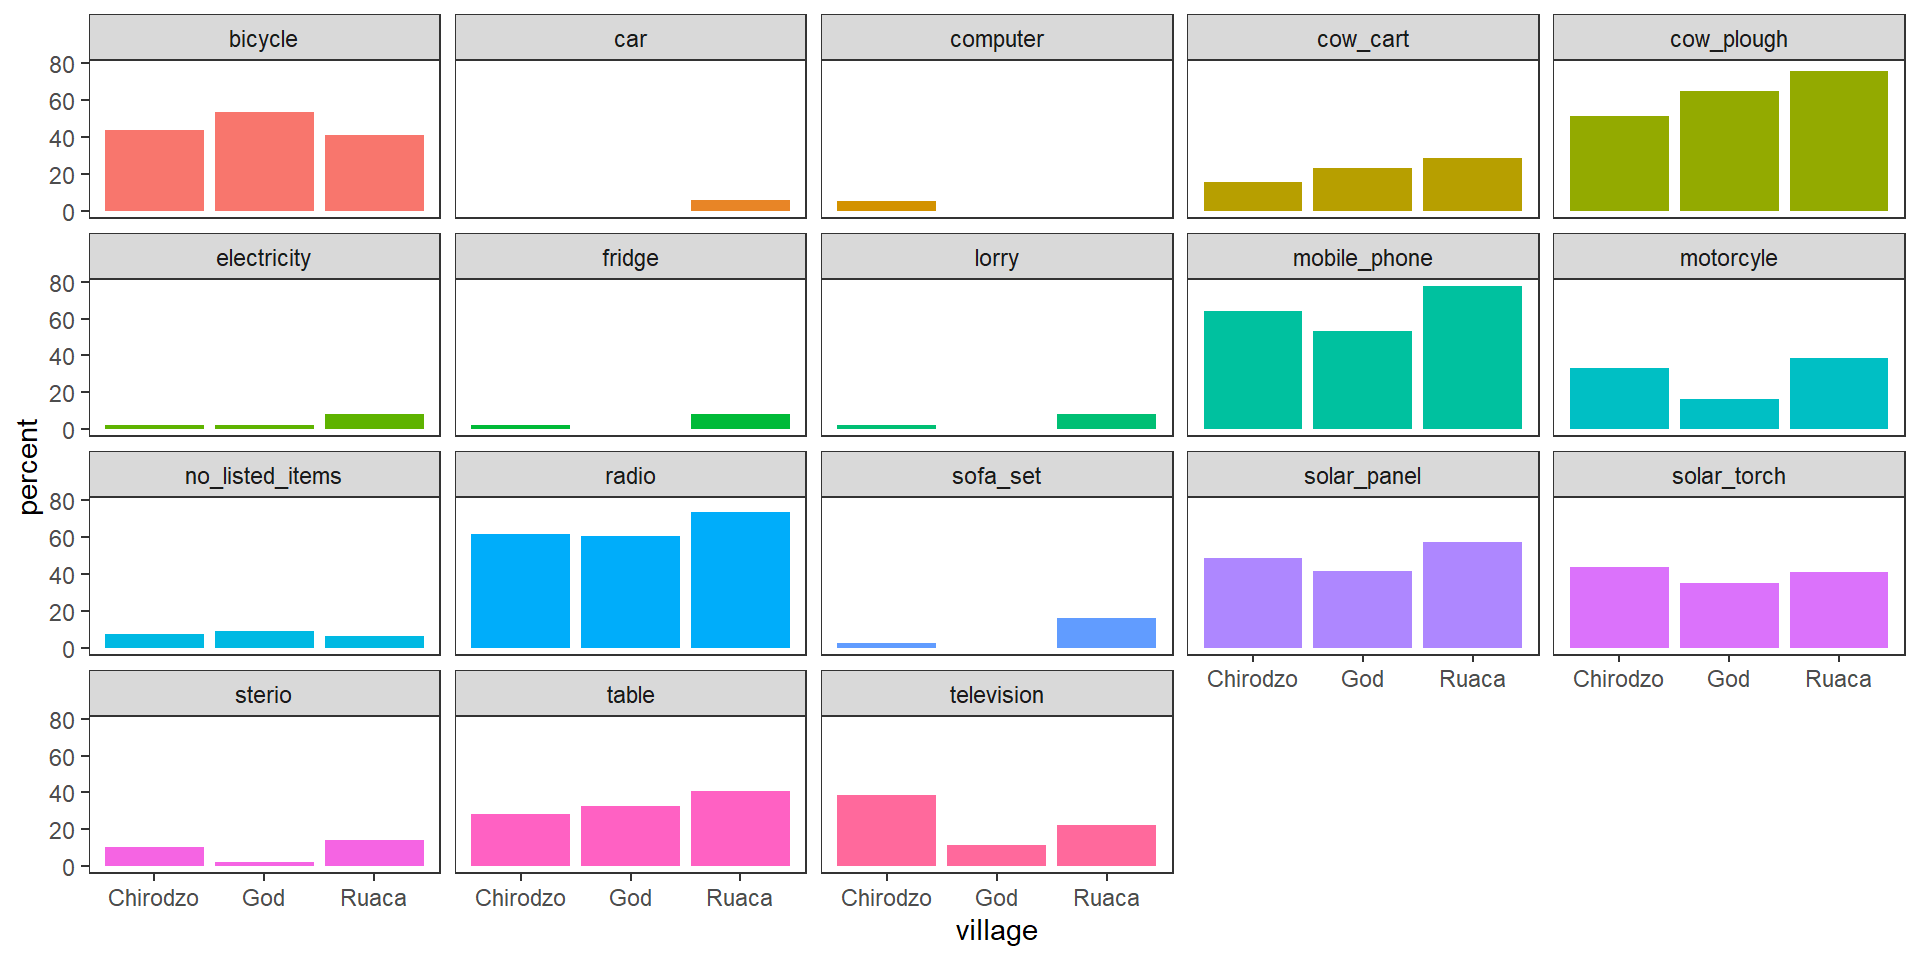 bicycle car computer cow_cart cow_plough
80
60
40
20
0
electricity fridge lorry mobile_phone motorcyle
80
60
40
20
0
no_listed_items radio sofa_set solar_panel solar_torch
80
60
40
20
0
Chirodzo God Ruaca Chirodzo God Ruaca
sterio table television
80
60
40
20
0
Chirodzo God Ruaca Chirodzo God Ruaca Chirodzo God Ruaca
village
percent